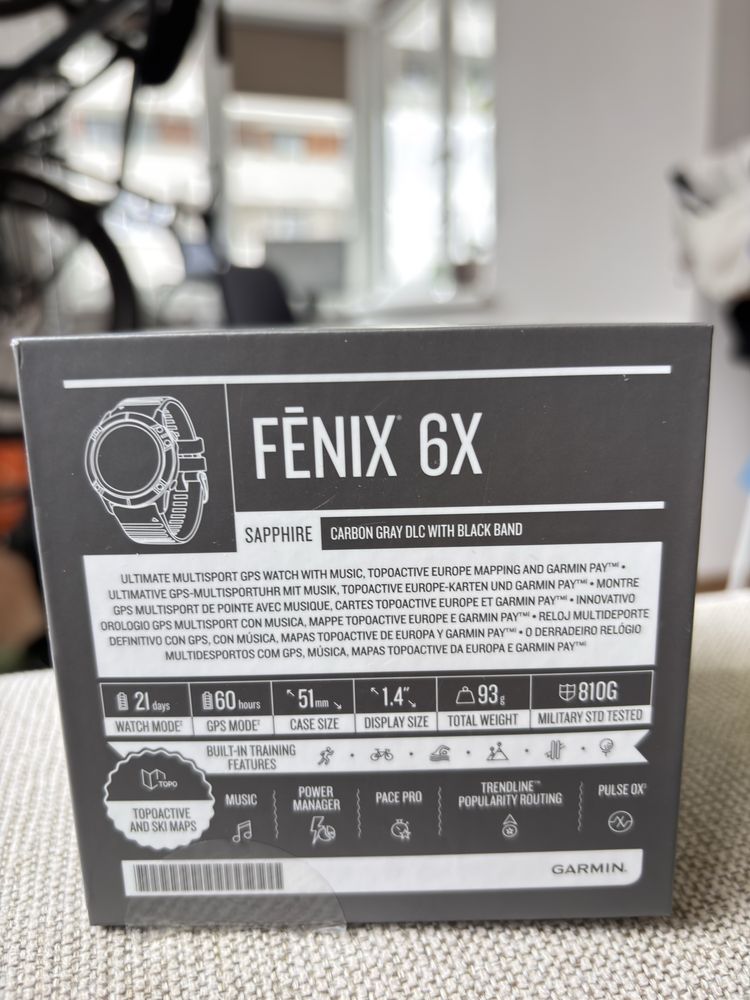 FĒNIX® 6X
SAPPHIRE CARBON GRAY DLC WITH BLACK BAND
ULTIMATE MULTISPORT GPS WATCH WITH MUSIC, TOPOACTIVE EUROPE MAPPING AND GARMIN PAY™ •
ULTIMATIVE GPS-MULTISPORTUHR MIT MUSIK, TOPOACTIVE EUROPE-KARTEN UND GARMIN PAY™ • MONTRE
GPS MULTISPORT DE POINTE AVEC MUSIQUE, CARTES TOPOACTIVE EUROPE ET GARMIN PAY™ • INNOVATIVO
OROLOGIO GPS MULTISPORT CON MUSICA, MAPPE TOPOACTIVE EUROPE E GARMIN PAY™ • RELOJ MULTIDEPORTE
DEFINITIVO CON GPS, CON MÚSICA, MAPAS TOPOACTIVE DE EUROPA Y GARMIN PAY™ • O DERRADEIRO RELÓGIO
MULTIDESPORTOS COM GPS, MÚSICA, MAPAS TOPOACTIVE DA EUROPA E GARMIN PAY™
21 days
WATCH MODE†
60 hours
GPS MODE†
51mm
CASE SIZE
1.4"
DISPLAY SIZE
93g
TOTAL WEIGHT
810G
MILITARY STD TESTED
BUILT-IN TRAINING
FEATURES
TOPO
TOPOACTIVE
AND SKI MAPS
MUSIC
POWER
MANAGER
PACE PRO
TRENDLINE™
POPULARITY ROUTING
PULSE OX†
GARMIN.